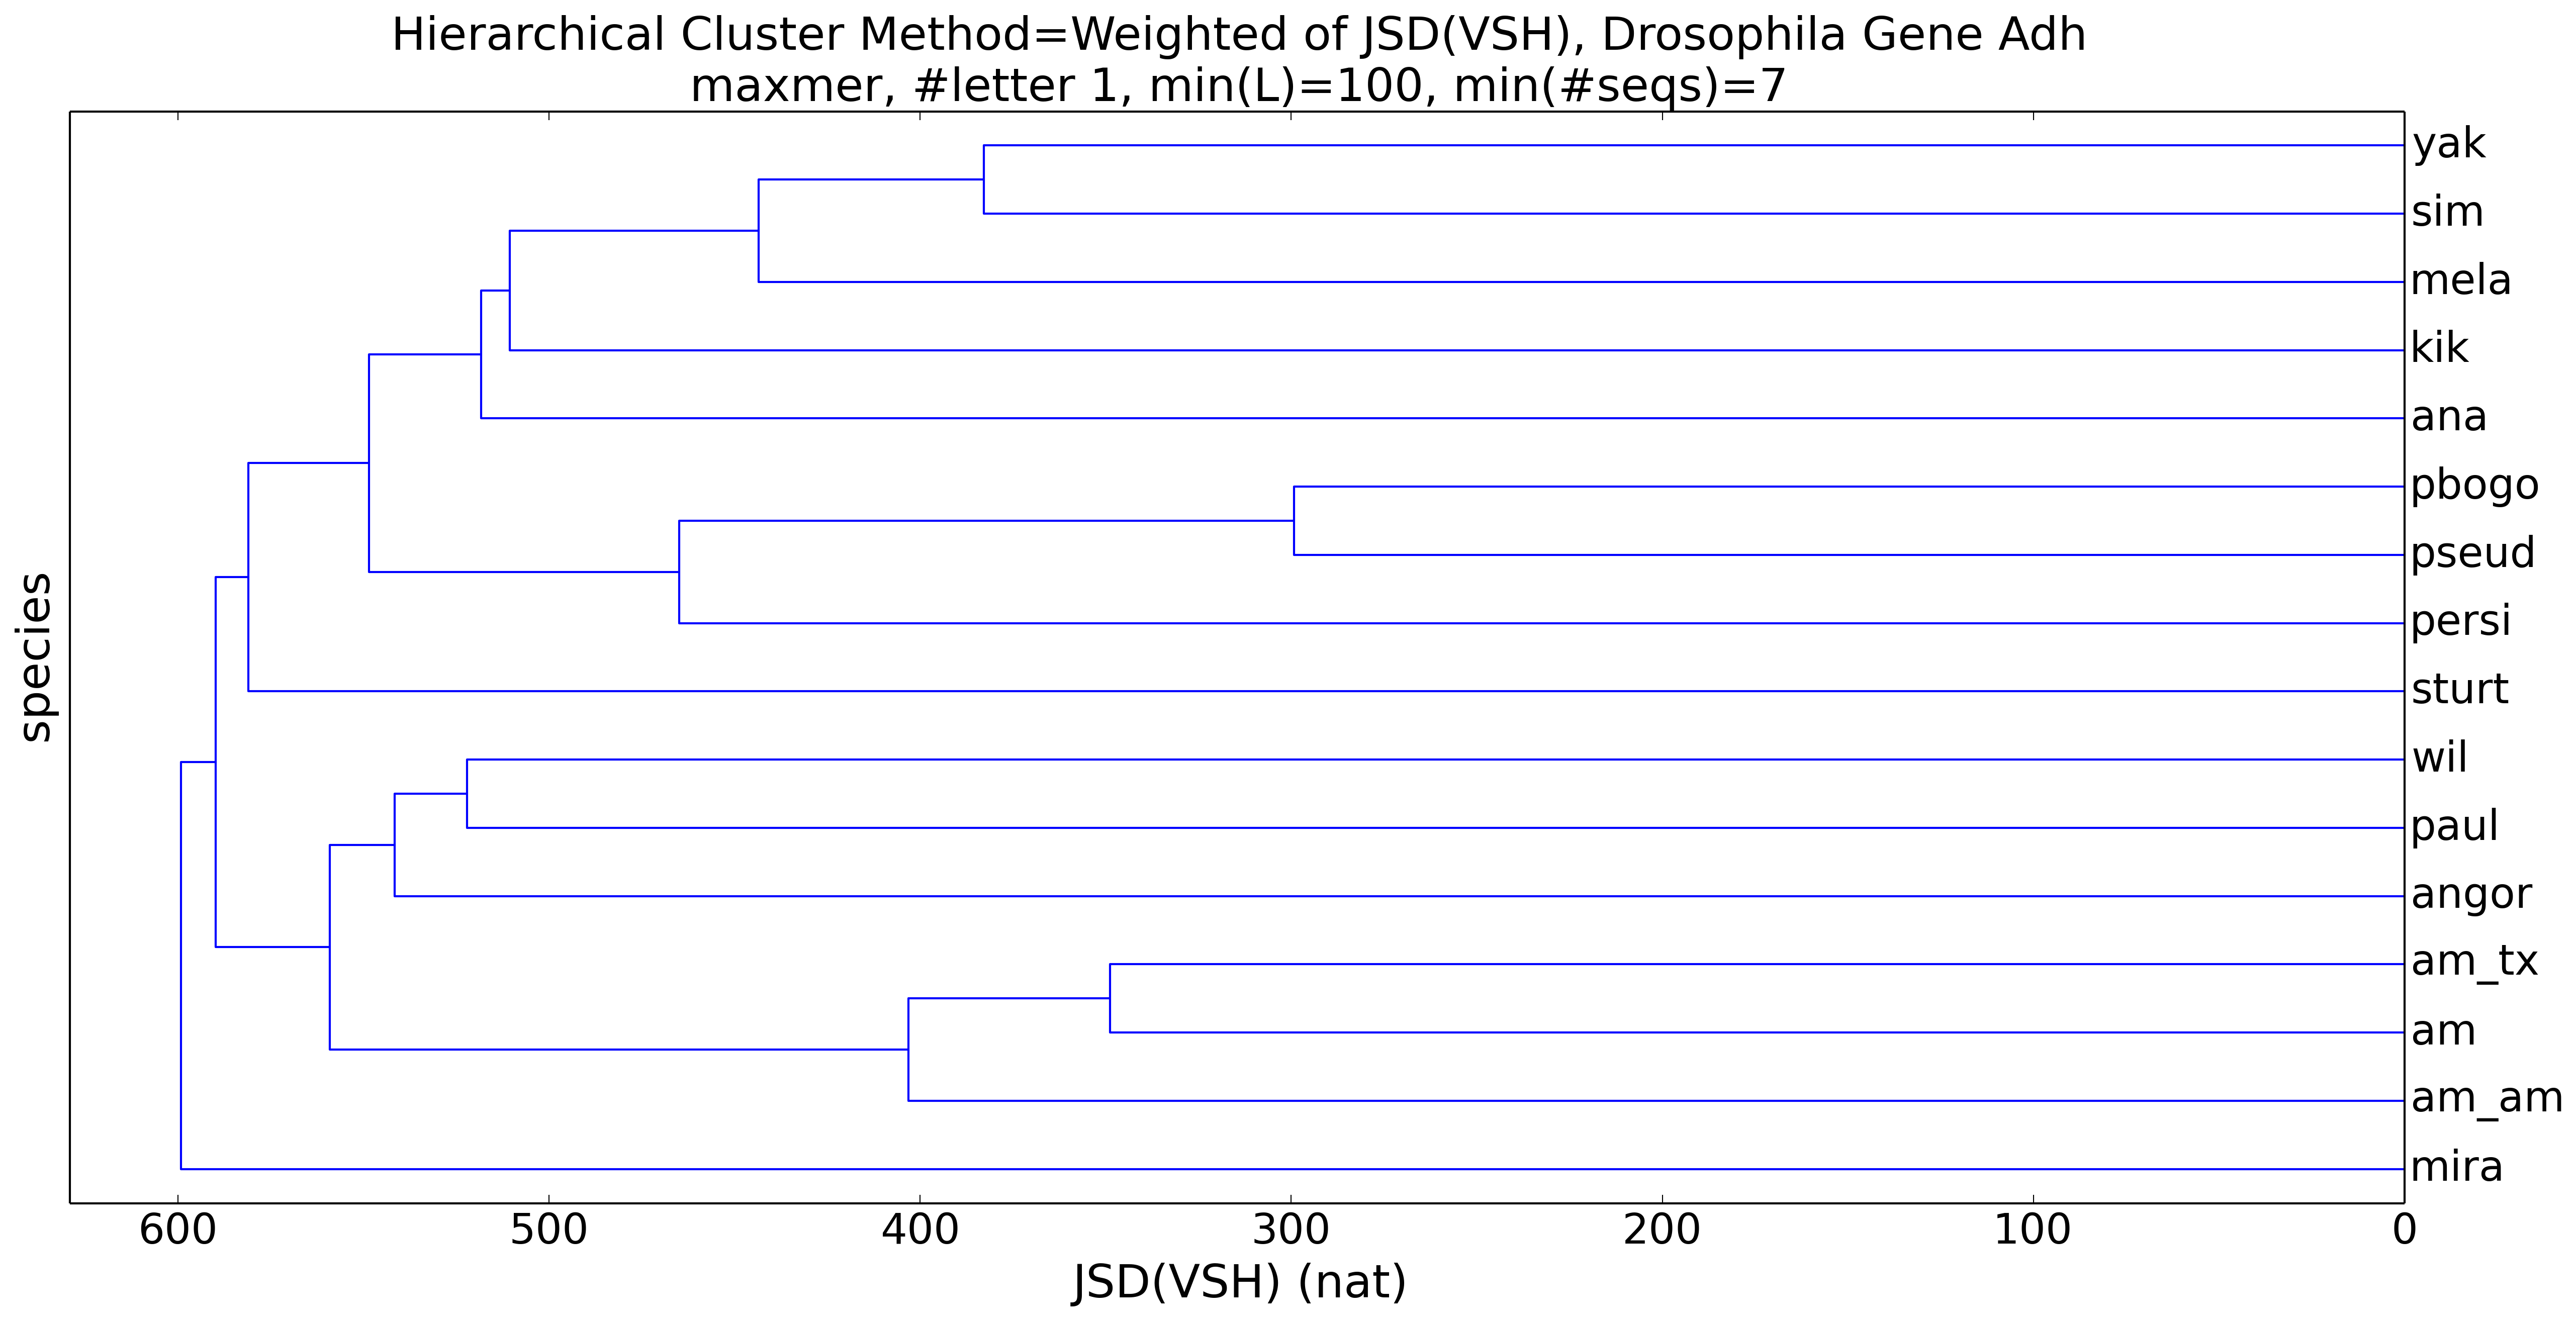 Hierarchical Cluster Method=Weighted of JSD(VSH), Drosophila Gene Adh
maxmer, #letter 1, min(L)=100, min(#seqs)=7
yak
sim
mela
kik
ana
pbogo
pseud
persi
sturt
wil
paul
angor
am_tx
am
am_am
mira
species
600 500 400 300 200 100 0
JSD(VSH) (nat)